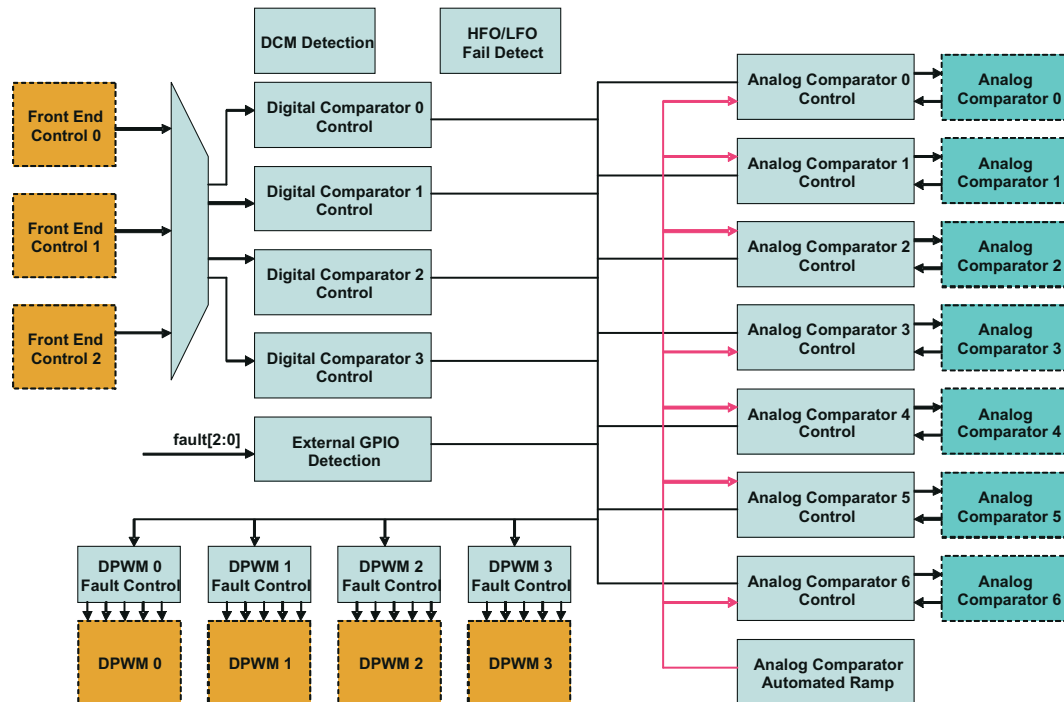 DCM Detection
HFO/LFO
Fail Detect
Front End
Control 0
Front End
Control 1
Front End
Control 2
Digital Comparator 0
Control
Digital Comparator 1
Control
Digital Comparator 2
Control
Digital Comparator 3
Control
fault[2:0]
External GPIO
Detection
Analog Comparator 0
Control
Analog
Comparator 0
Analog Comparator 1
Control
Analog
Comparator 1
Analog Comparator 2
Control
Analog
Comparator 2
Analog Comparator 3
Control
Analog
Comparator 3
Analog Comparator 4
Control
Analog
Comparator 4
Analog Comparator 5
Control
Analog
Comparator 5
Analog Comparator 6
Control
Analog
Comparator 6
Analog Comparator
Automated Ramp
DPWM 0
Fault Control
DPWM 1
Fault Control
DPWM 2
Fault Control
DPWM 3
Fault Control
DPWM 0
DPWM 1
DPWM 2
DPWM 3